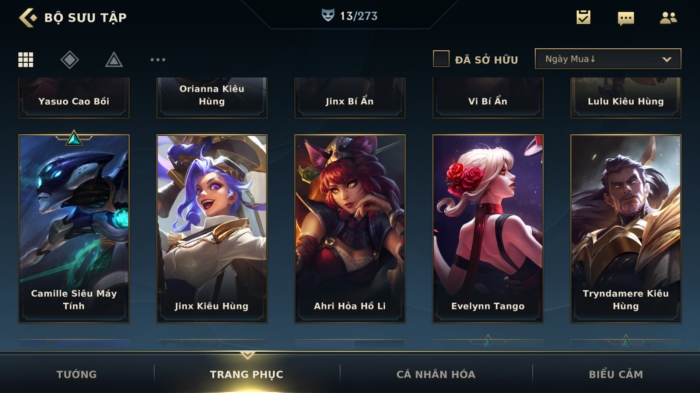 BỘ SƯU TẬP
13/273
ĐÃ SỞ HỮU
Ngày Mua↓
Yasuo Cao Bồi
Orianna Kiêu
Hùng
Jinx Bí Ẩn
Vi Bí Ẩn
Lulu Kiêu Hùng
Camille Siêu Máy
Tính
Jinx Kiêu Hùng
Ahri Hỏa Hồ Li
Evelynn Tango
Tryndamere Kiêu
Hùng
TƯỚNG
TRANG PHỤC
CÁ NHÂN HÓA
BIỂU CẢM